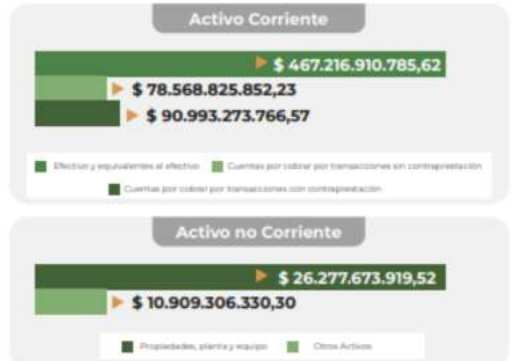 Activo Corriente
$ 467.216.910.785,62
$ 78.568.825.852,23
$ 90.993.273.766,57
Efectivo y equivalentes al efectivo Cuentas por cobrar por transacciones sin contraprestación
Cuentas por cobrar por transacciones con contraprestación
Activo no Corriente
$ 26.277.673.919,52
$ 10.909.306.330,30
Propiedades, planta y equipo Otros Activos